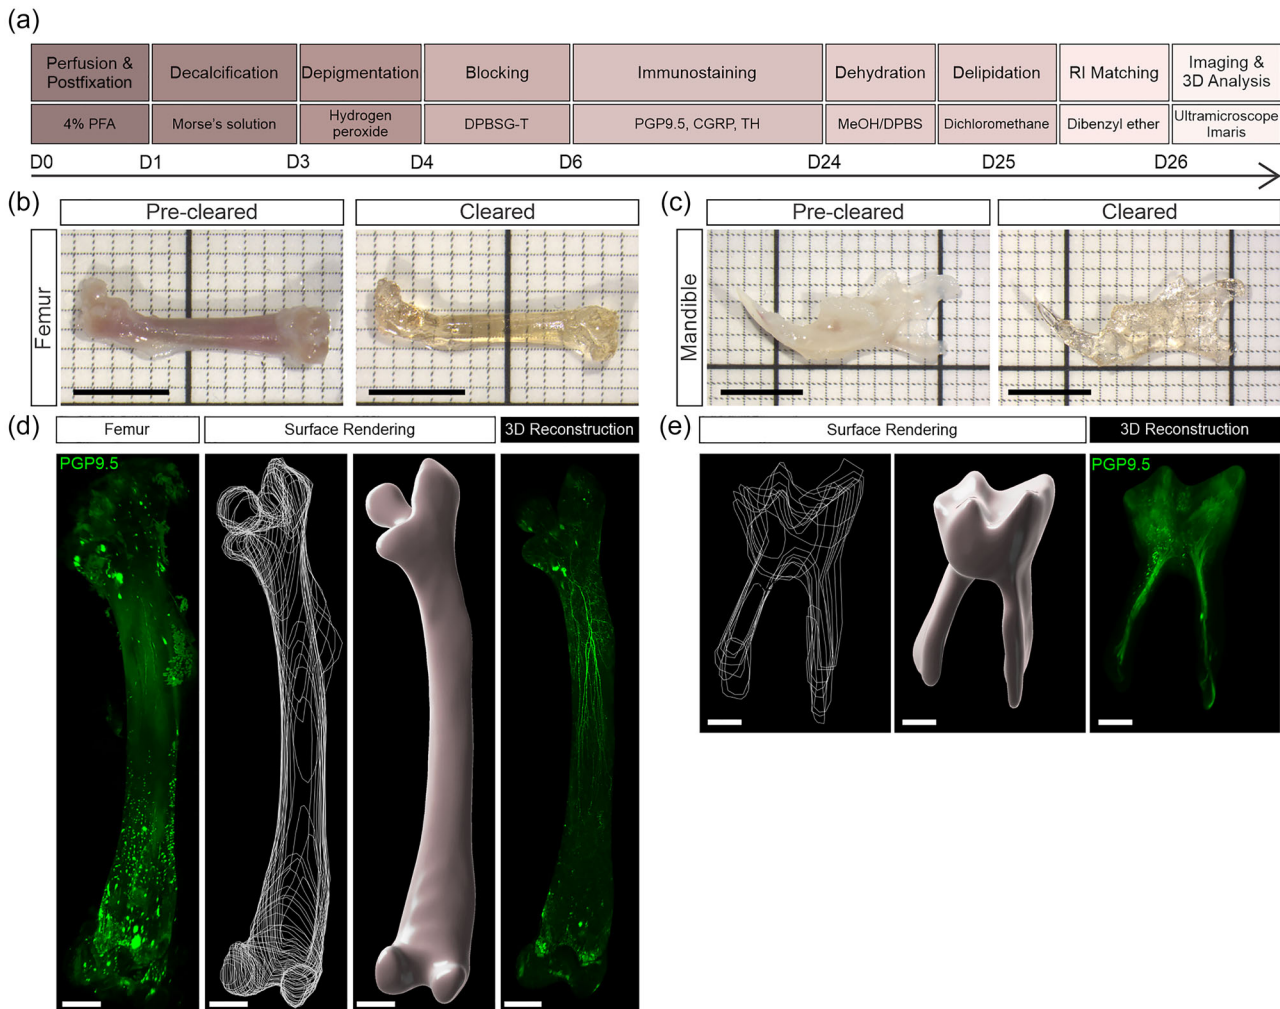 (a)
Perfusion &
Postfixation
Decalcification
Depigmentation
Blocking
Immunostaining
Dehydration
Delipidation
RI Matching
Imaging &
3D Analysis
4% PFA
Morse's solution
Hydrogen
peroxide
DPBSG-T
PGP9.5, CGRP, TH
MeOH/DPBS
Dichloromethane
Dibenzyl ether
Ultramicroscope
Imaris
D0
D1
D3
D4
D6
D24
D25
D26
(b)
Pre-cleared
Cleared
Femur
(c)
Pre-cleared
Cleared
Mandible
(d)
Femur
Surface Rendering
3D Reconstruction
PGP9.5
(e)
Surface Rendering
3D Reconstruction
PGP9.5